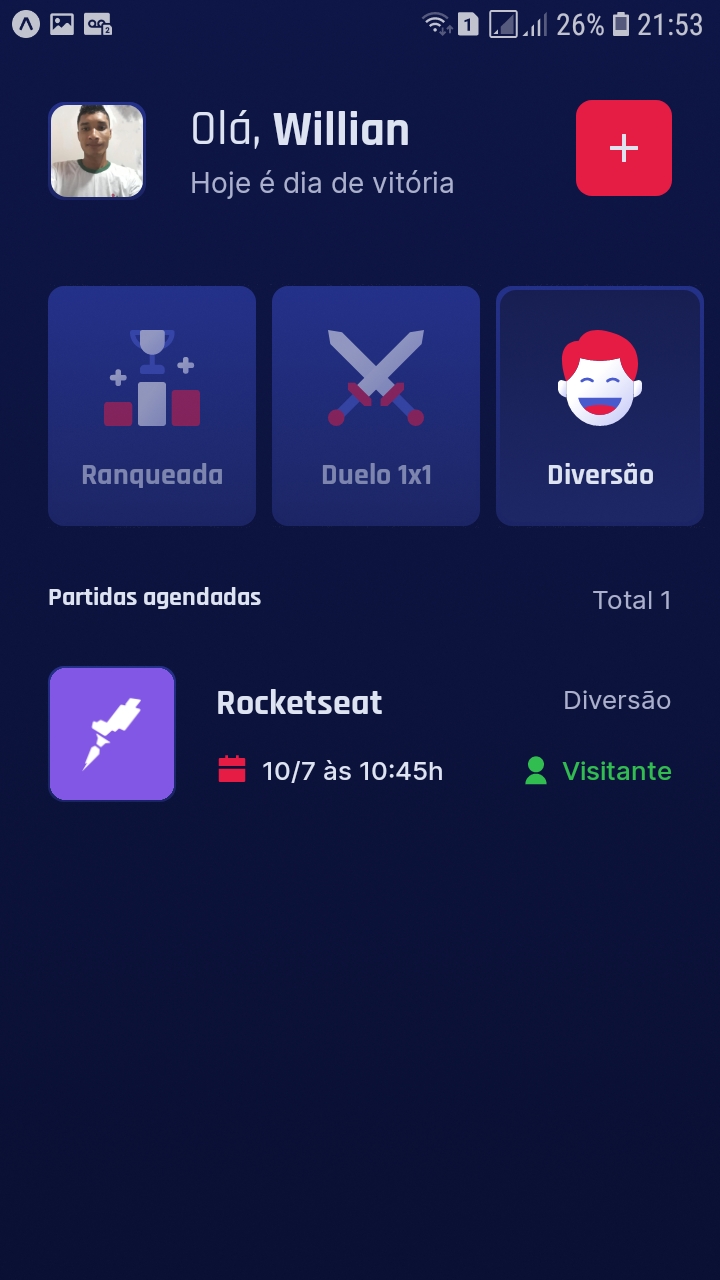 1 26% 21:53
2
Olá, Willian
Hoje é dia de vitória
+
Ranqueada
Duelo 1x1
Diversão
Partidas agendadas
Total 1
Rocketseat
Diversão
10/7 às 10:45h
Visitante